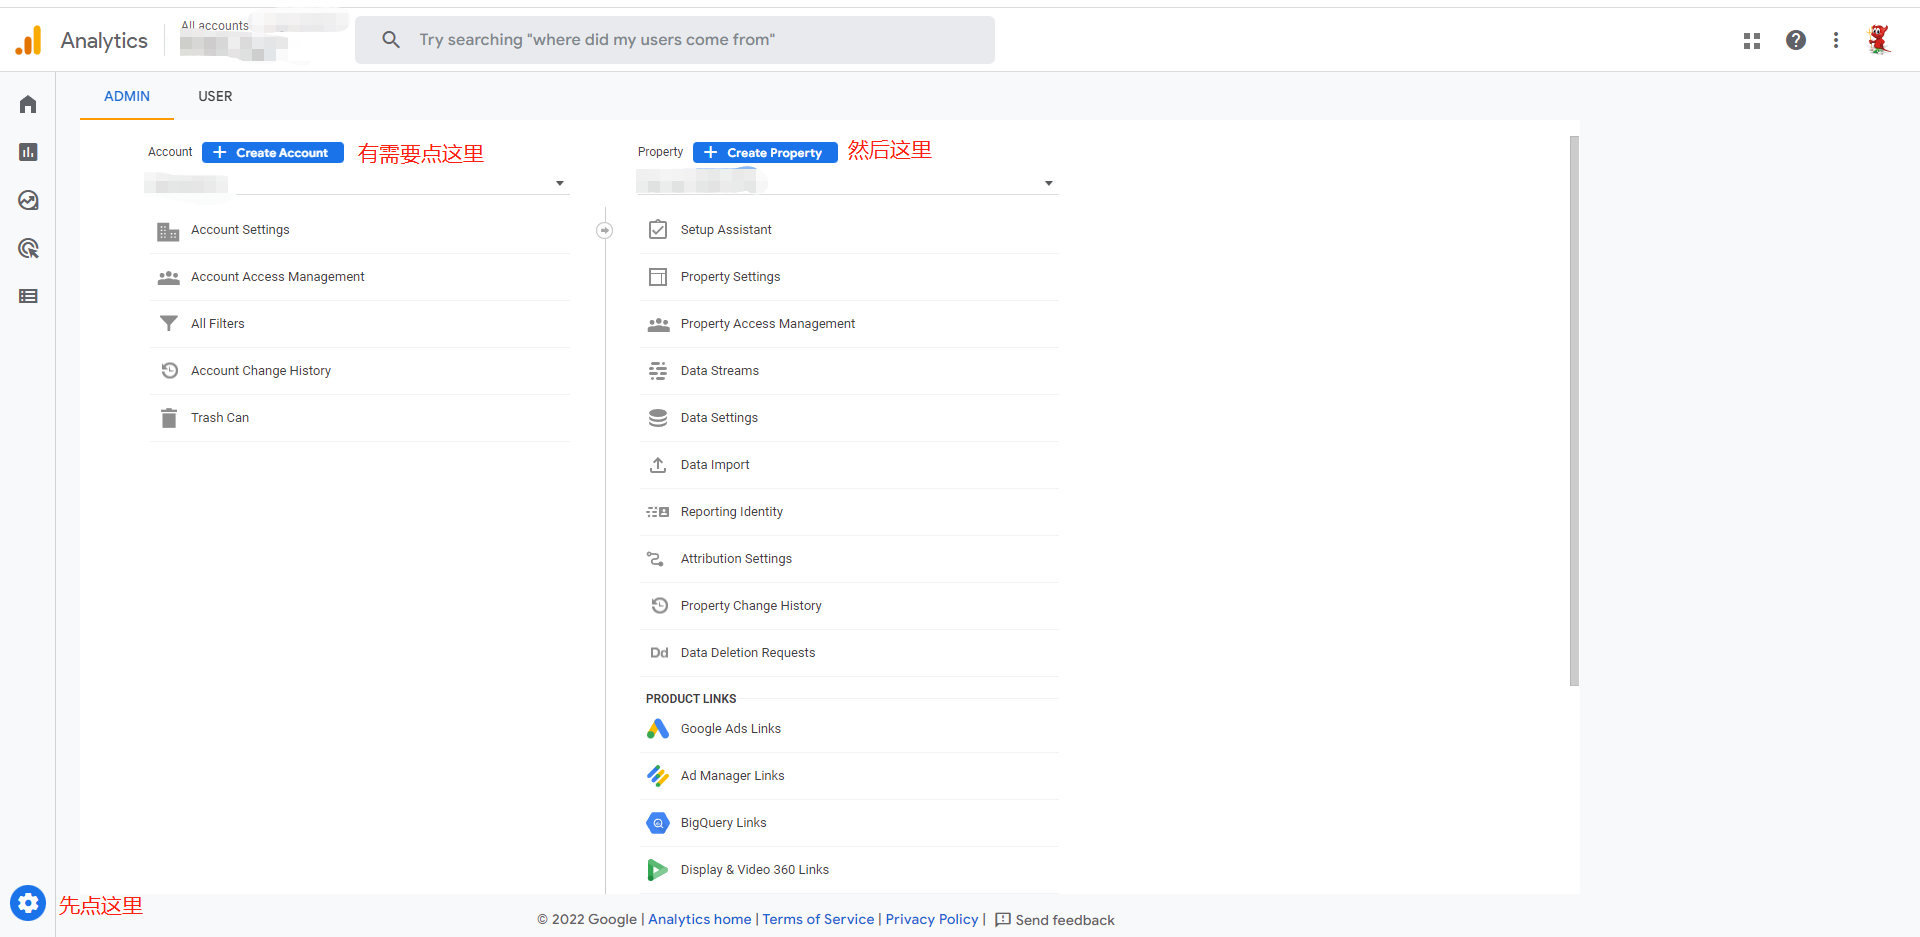 All accounts
Analytics
Try searching "where did my users come from"
ADMIN
USER
Account
Create Account
有需要点这里
Property
Create Property
然后这里
Account Settings
Account Access Management
All Filters
Account Change History
Trash Can
Setup Assistant
Property Settings
Property Access Management
Data Streams
Data Settings
Data Import
Reporting Identity
Attribution Settings
Property Change History
Dd Data Deletion Requests
PRODUCT LINKS
Google Ads Links
Ad Manager Links
BigQuery Links
Display & Video 360 Links
先点这里
© 2022 Google | Analytics home | Terms of Service | Privacy Policy | Send feedback